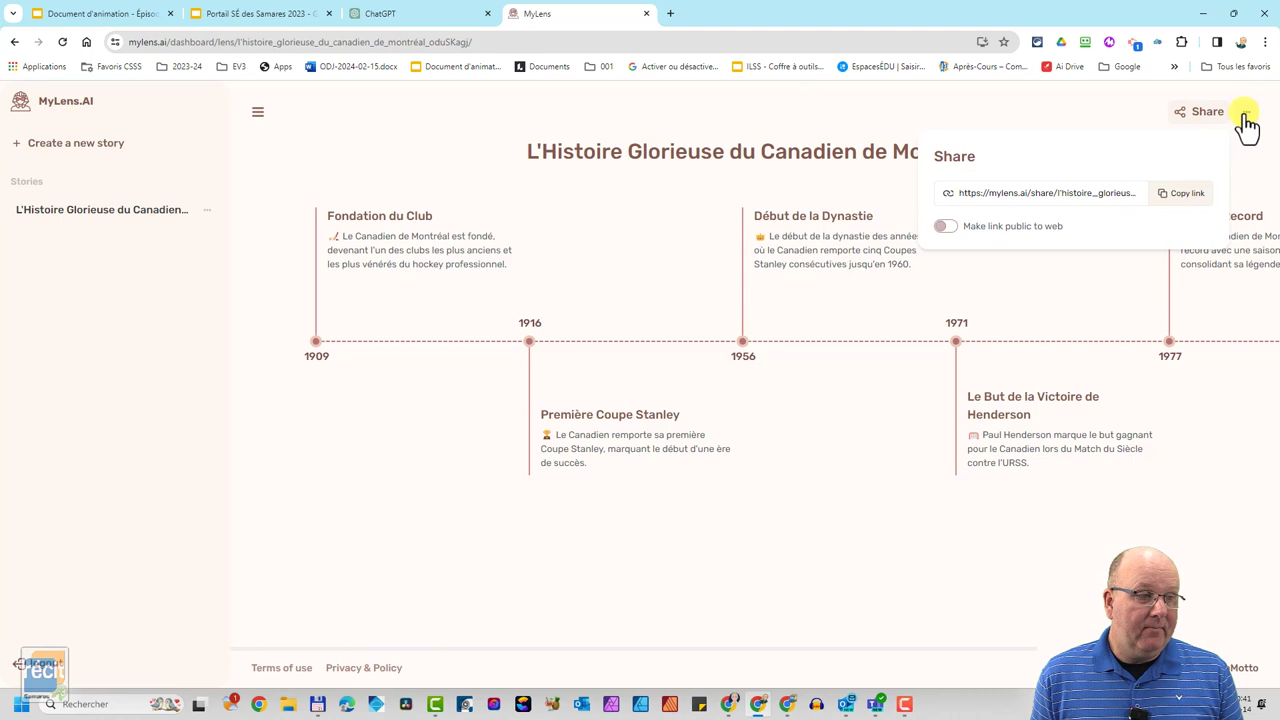 Document d'animation - Épisoc
Portail SÉ des Samares 2023 - G
ChatGPT
MyLens
mylens.ai/dashboard/lens/l'histoire_glorieuse_du_canadien_de_montréal_oduSKagj/
Applications
Favoris CSSS
2023-24
EV3
Apps
ODJ-2024-02-15.docx
Document d'animat...
Documents
001
Activer ou désactive...
ILSS - Coffre à outils...
EspacesÉDU | Saisir...
Après-Cours – Com...
Ai Drive
Google
Tous les favoris
MyLens.AI
Share
+ Create a new story
L'Histoire Glorieuse du Canadien de Mo
Share
Stories
https://mylens.ai/share/l'histoire_glorieus...
Copy link
L'Histoire Glorieuse du Canadien...
Make link public to web
Fondation du Club
Le Canadien de Montréal est fondé,
devenant l'un des clubs les plus anciens et
les plus vénérés du hockey professionnel.
Début de la Dynastie
Le début de la dynastie des année
où le Canadien remporte cinq Coupes
Stanley consécutives jusqu'en 1960.
Record
dien de Mo
record avec une saison
consolidant sa légende
1916
1971
1909
1956
1977
Première Coupe Stanley
Le Canadien remporte sa première
Coupe Stanley, marquant le début d'une ère
de succès.
Le But de la Victoire de
Henderson
Paul Henderson marque le but gagnant
pour le Canadien lors du Match du Siècle
contre l'URSS.
logout
récit
Samares
Terms of use
Privacy & Policy
Motto
Rechercher